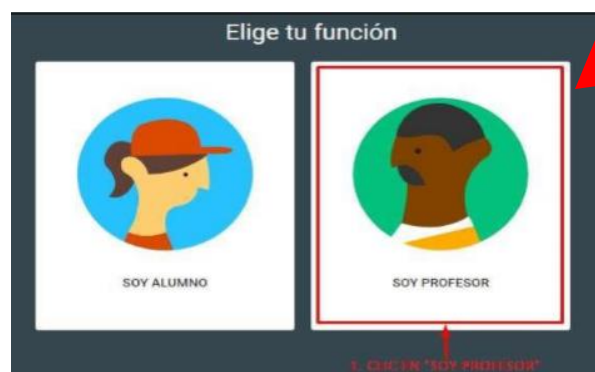 Elige tu función
SOY ALUMNO
SOY PROFESOR
1. CLIC EN "SOY PROFESOR"